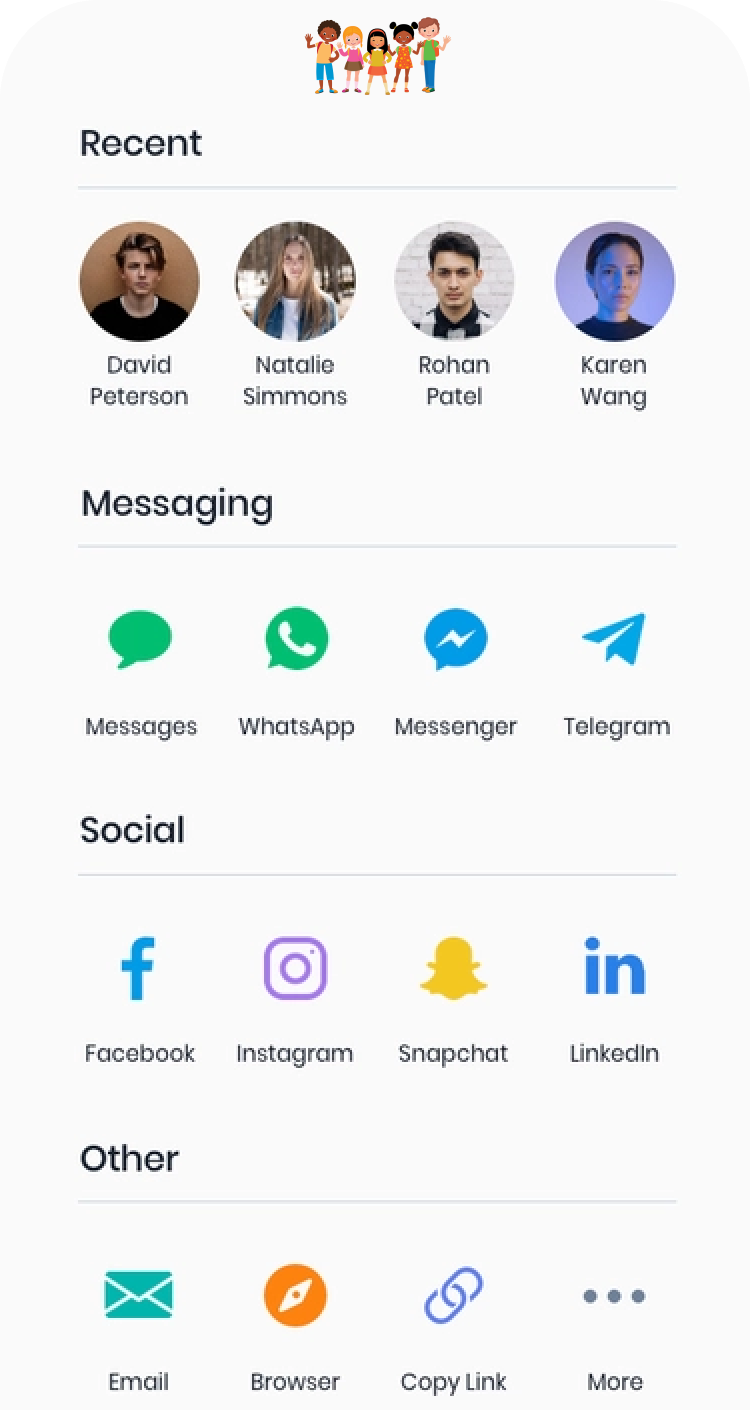 Recent
David Natalie Rohan Karen
Peterson Simmons Patel Wang
Messaging
Messages WhatsApp Messenger Telegram
Social
Facebook Instagram Snapchat LinkedIn
Other
Email Browser Copy Link More